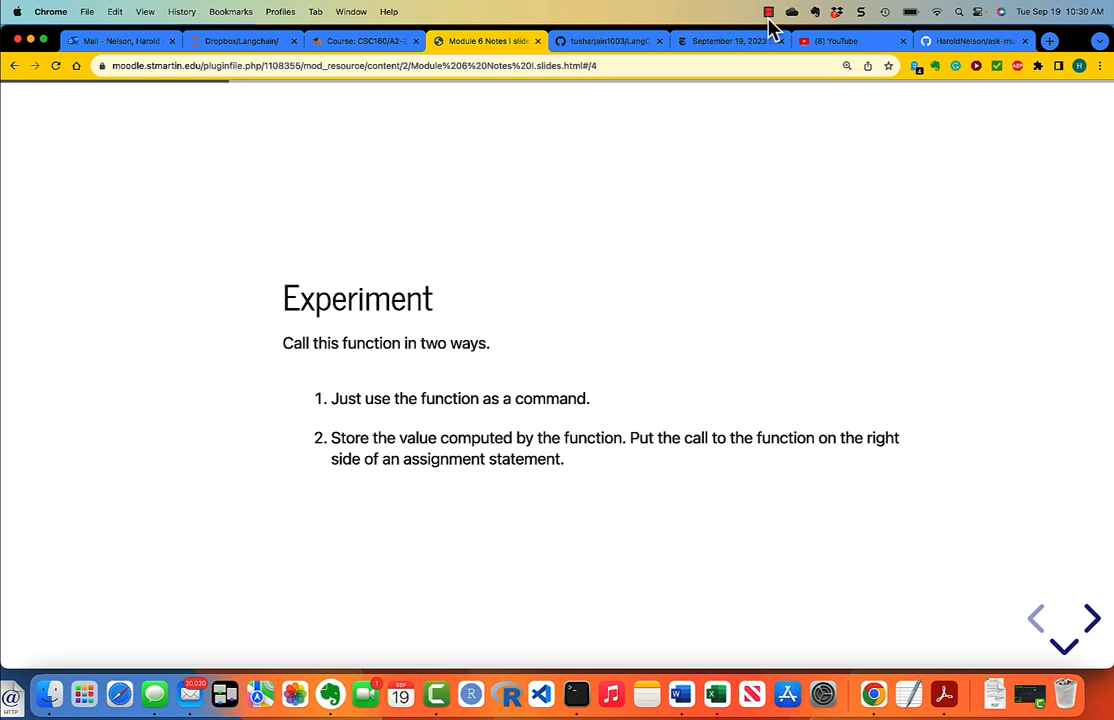 Chrome File Edit View History Bookmarks Profiles Tab Window Help Tue Sep 19 10:30 AM
Mail – Nelson, Harold Dropbox/Langchain/ Course: CSC160/A2-2 Module 6 Notes I slide tusharjain1003/LangC September 19, 2023 (8) YouTube HaroldNelson/ask-mu
moodle.stmartin.edu/pluginfile.php/1108355/mod_resource/content/2/Module%206%20Notes%20I.slides.html#/4
Experiment
Call this function in two ways.
1. Just use the function as a command.
2. Store the value computed by the function. Put the call to the function on the right
side of an assignment statement.
20,020
SEP
19
1